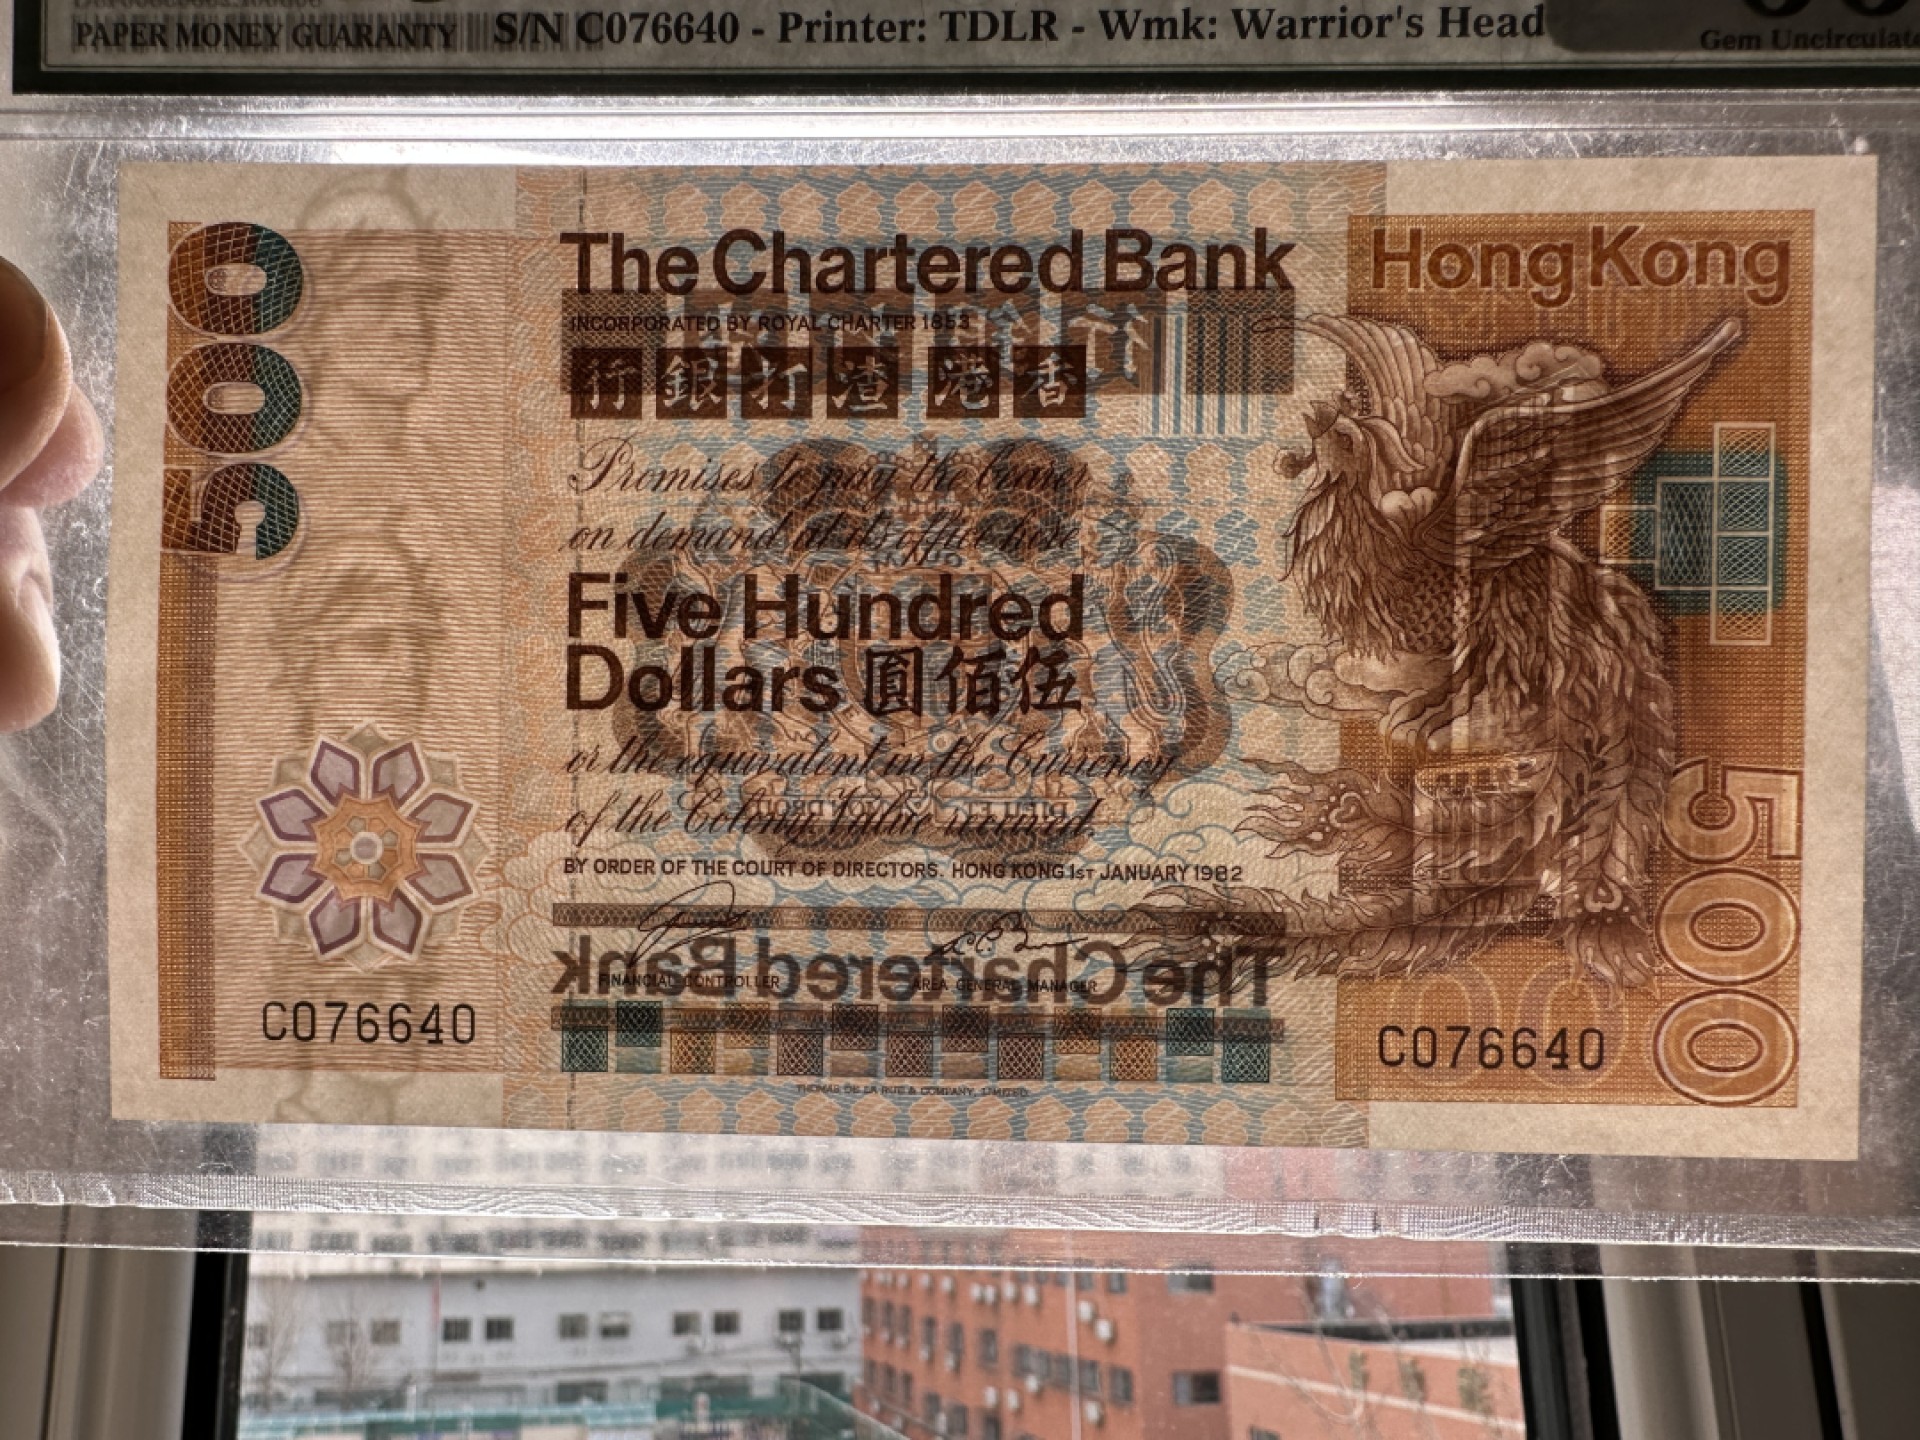 PAPER MONEY GUARANTY S/N C076640 - Printer: TDLR - Wmk: Warrior's Head
Gem Uncirculate
500
The Chartered Bank
Hong Kong
INCORPORATED BY ROYAL CHARTER 1853
行銀打渣港香
Promises to pay the bearer
on demand at its office here
Five Hundred
Dollars 圓佰伍
or the equivalent in the Currency
of the Colony Value received.
BY ORDER OF THE COURT OF DIRECTORS. HONG KONG 1ST JANUARY 1982
FINANCIAL CONTROLLER
AREA GENERAL MANAGER
The Chartered Bank
C076640
C076640
500
THOMAS DE LA RUE & COMPANY, LIMITED.